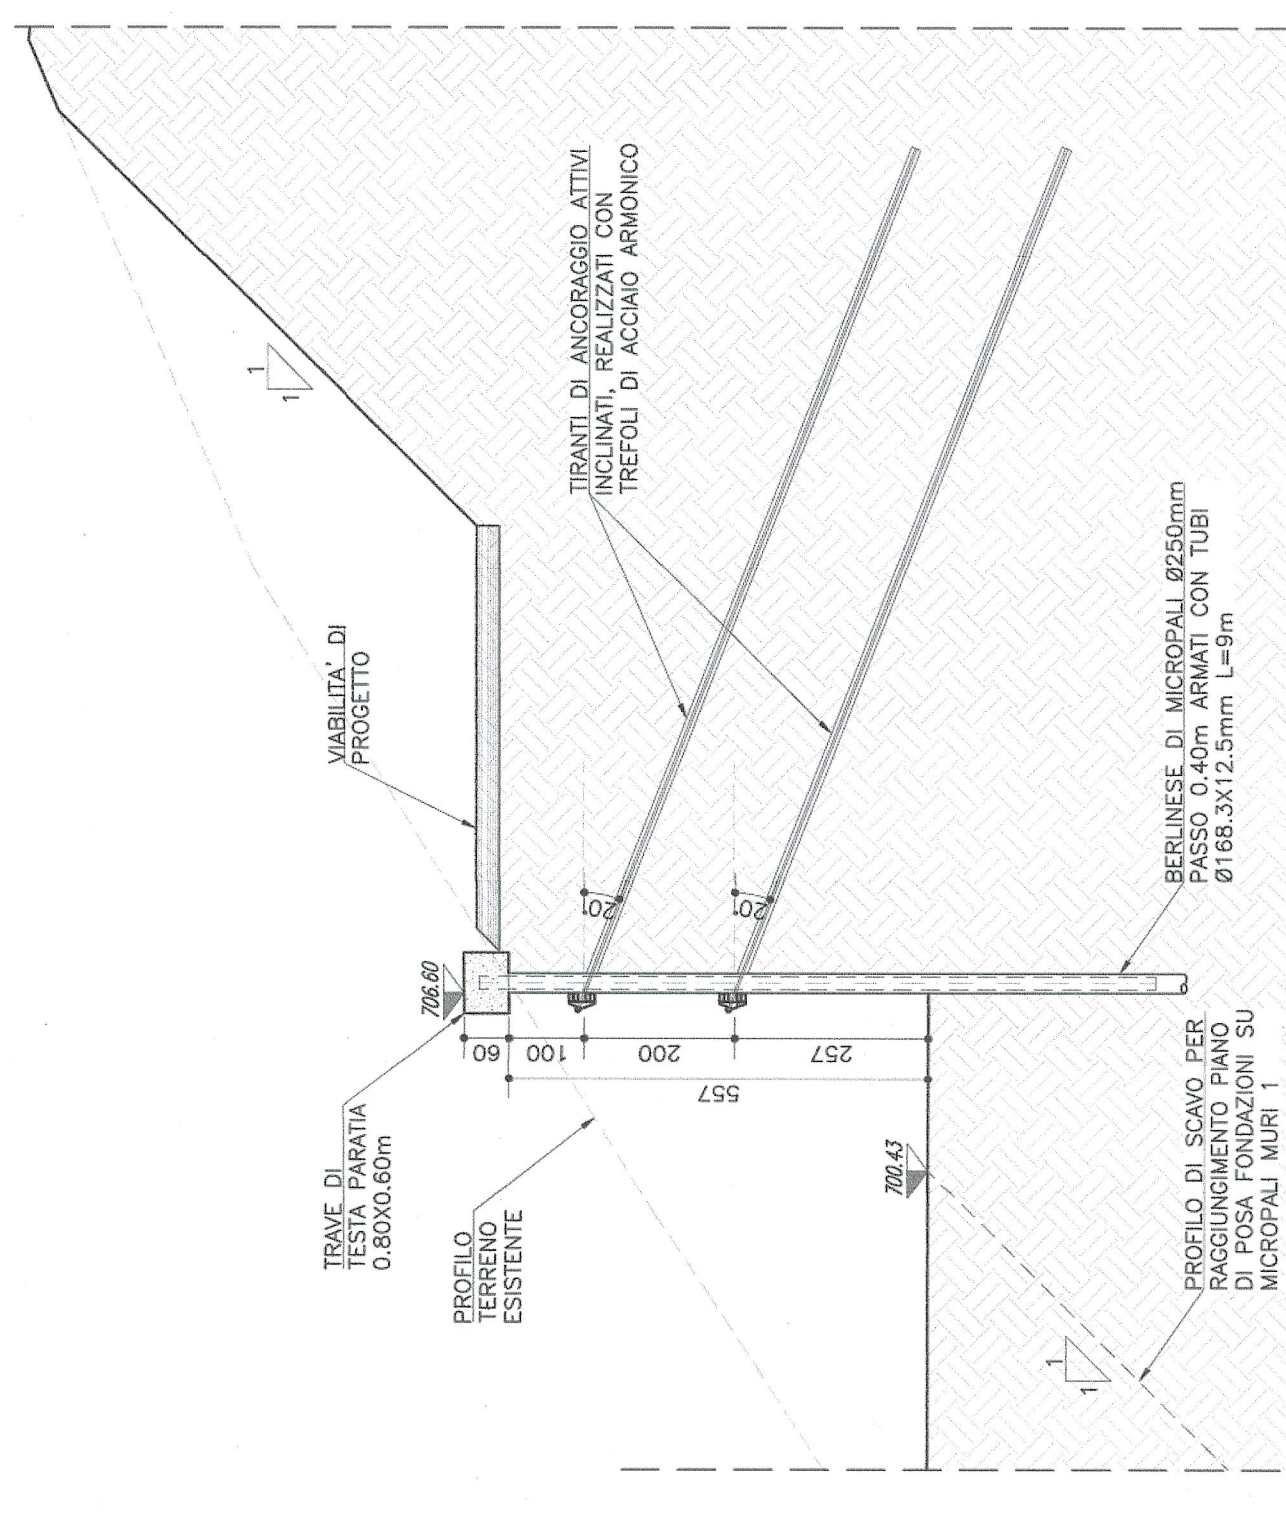 TRAVE DI
TESTA PARATIA
0.80X0.60m
PROFILO
TERRENO
ESISTENTE
VIABILITA' DI
PROGETTO
1
1
706.60
60
100
200
257
557
20°
20°
700.43
TIRANTI DI ANCORAGGIO ATTIVI
INCLINATI, REALIZZATI CON
TREFOLI DI ACCIAIO ARMONICO
BERLINESE DI MICROPALI Ø250mm
PASSO 0.40m ARMATI CON TUBI
Ø168.3X12.5mm L=9m
1
1
PROFILO DI SCAVO PER
RAGGIUNGIMENTO PIANO
DI POSA FONDAZIONI SU
MICROPALI MURI 1